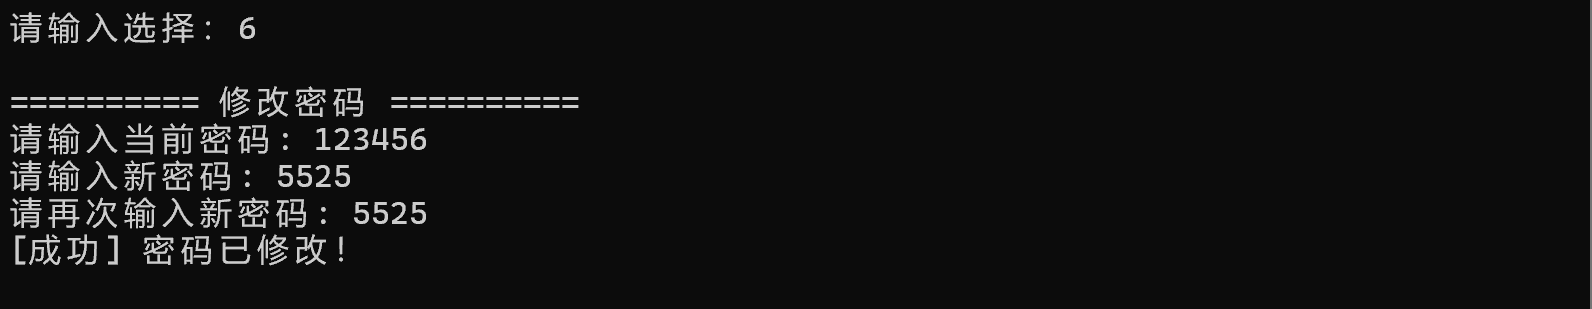 请输入选择: 6
========== 修改密码 ==========
请输入当前密码: 123456
请输入新密码: 5525
请再次输入新密码: 5525
[成功] 密码已修改!